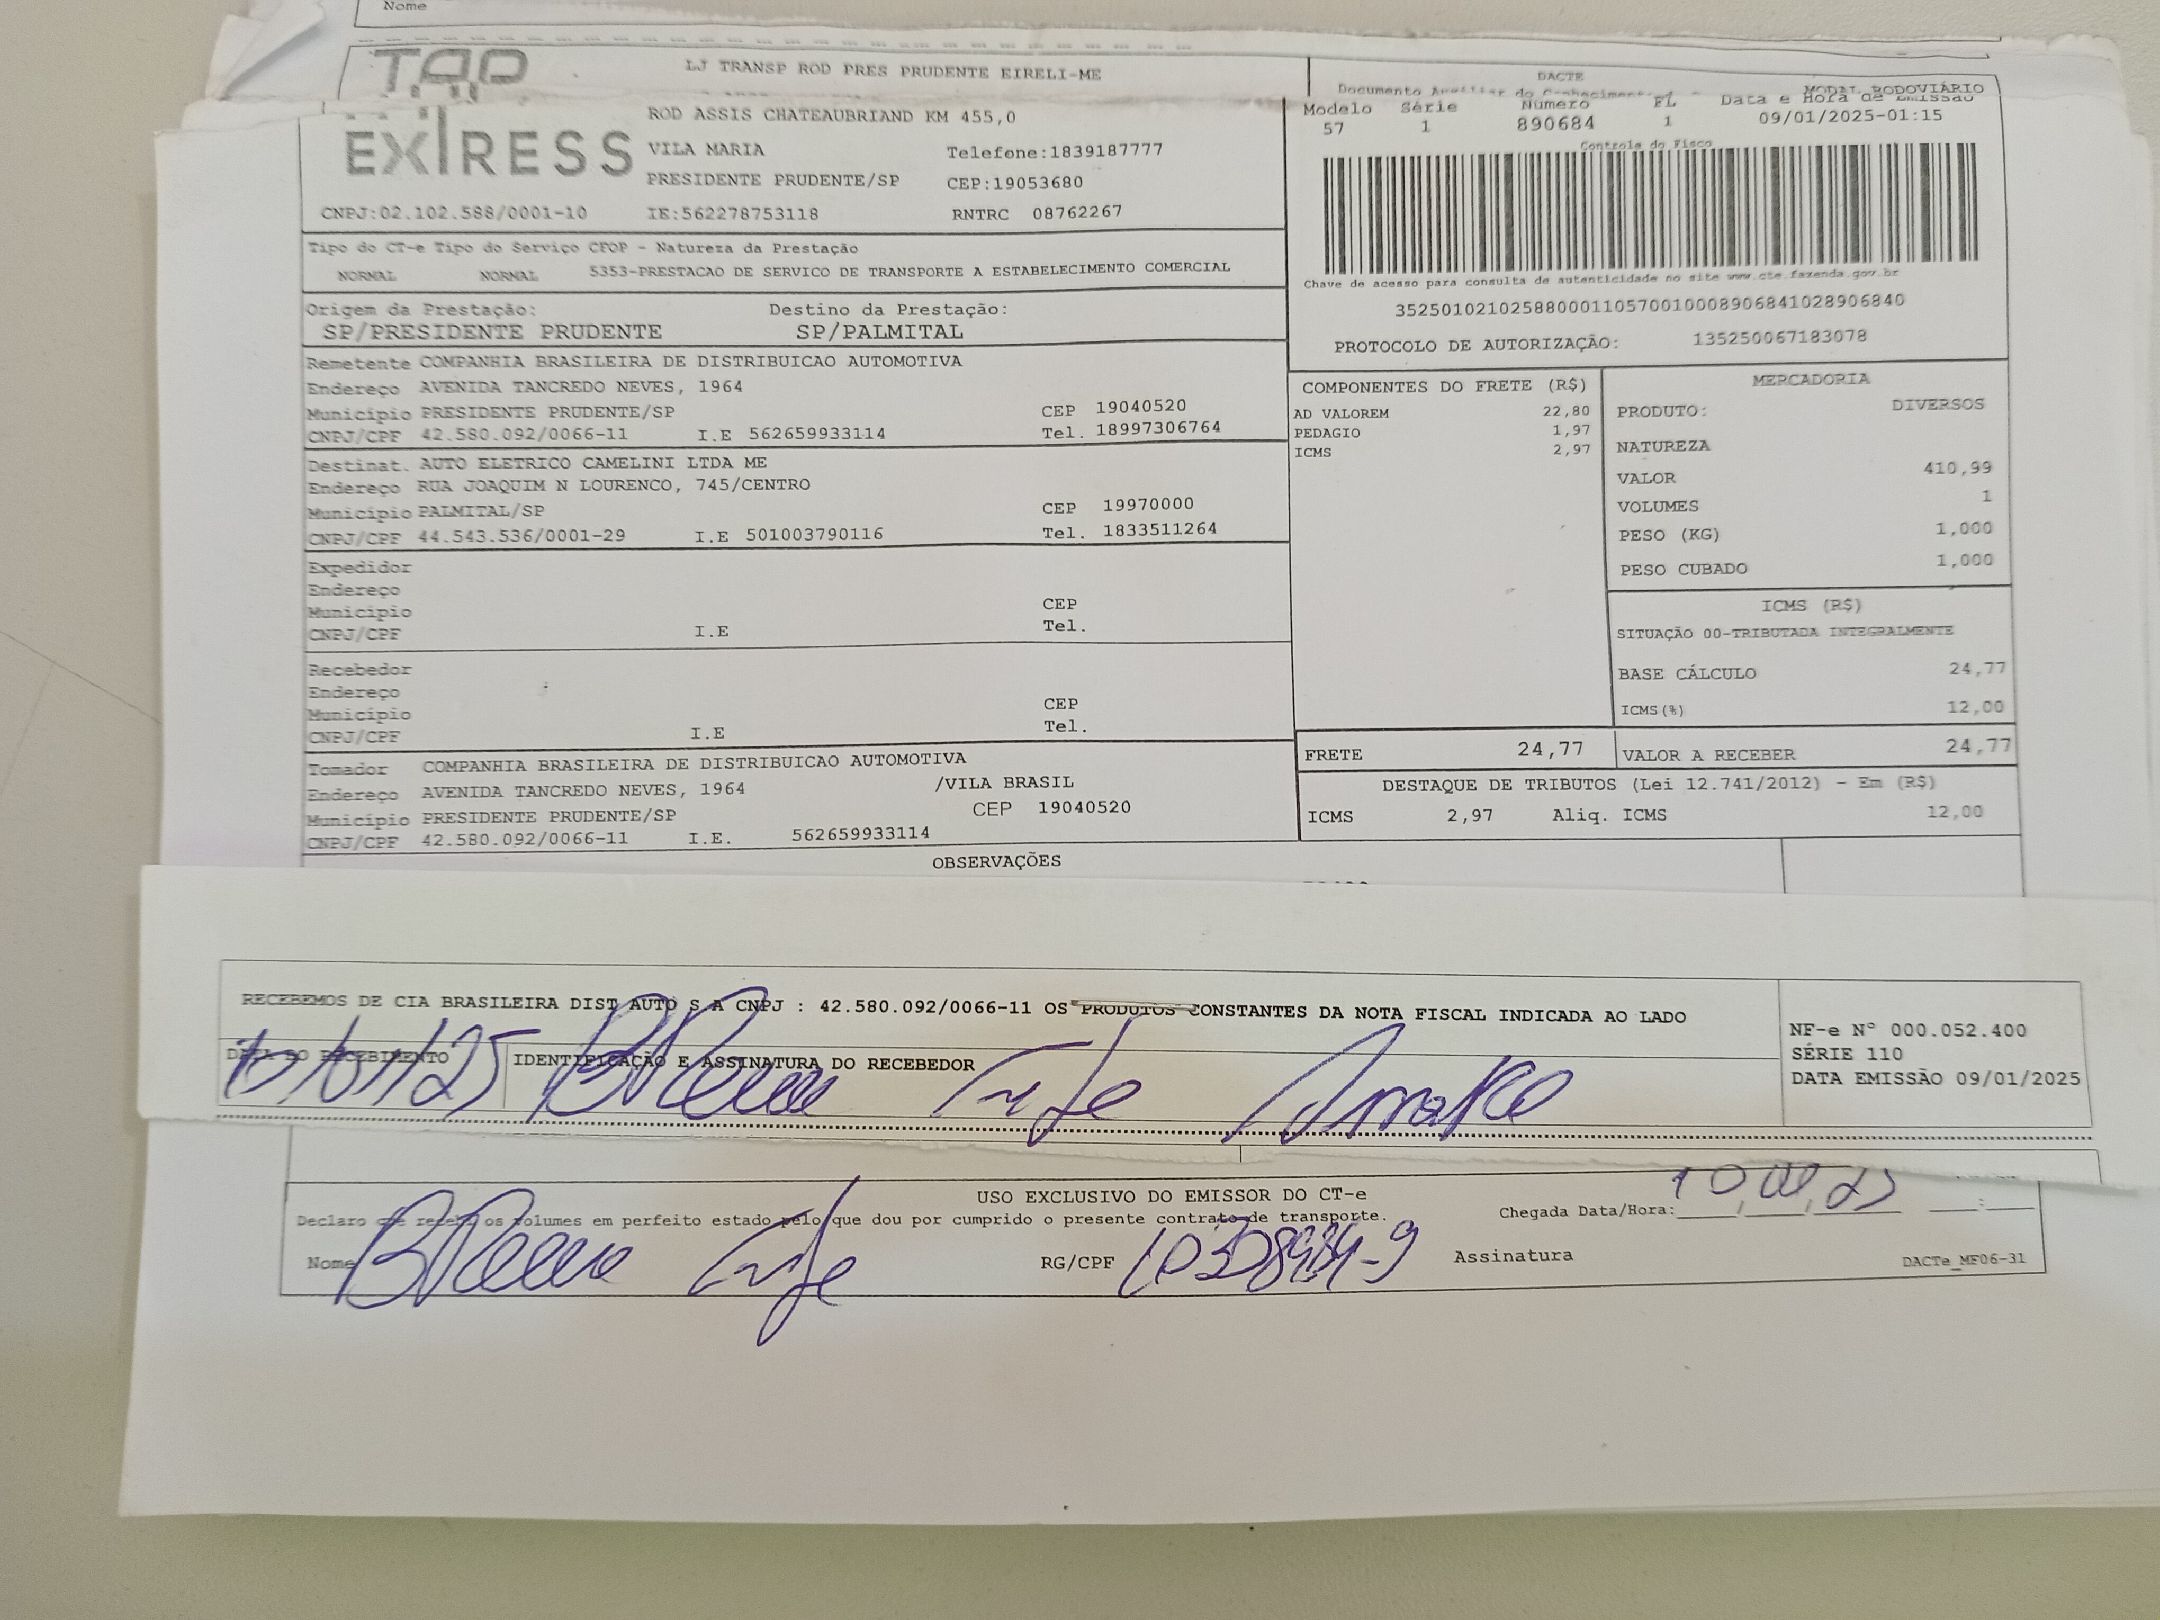 Nome
TAP
LJ TRANSP ROD PRES PRUDENTE EIRELI-ME
DACTE
MODAL RODOVIÁRIO
EXPRESS
ROD ASSIS CHATEAUBRIAND KM 455,0
VILA MARIA Telefone:1839187777
PRESIDENTE PRUDENTE/SP CEP:19053680
CNPJ:02.102.588/0001-10 IE:562278753118 RNTRC 08762267
Modelo Série Número FL Data e Hora de Emissão
57 1 890684 1 09/01/2025-01:15
Controle do Fisco
Tipo do CT-e Tipo do Serviço CFOP - Natureza da Prestação
NORMAL NORMAL 5353-PRESTACAO DE SERVICO DE TRANSPORTE A ESTABELECIMENTO COMERCIAL
Chave de acesso para consulta de autenticidade no site www.cte.fazenda.gov.br
35250102102588000110570010008906841028906840
PROTOCOLO DE AUTORIZAÇÃO: 135250067183078
Origem da Prestação: Destino da Prestação:
SP/PRESIDENTE PRUDENTE SP/PALMITAL
Remetente COMPANHIA BRASILEIRA DE DISTRIBUICAO AUTOMOTIVA
Endereço AVENIDA TANCREDO NEVES, 1964
Município PRESIDENTE PRUDENTE/SP CEP 19040520
CNPJ/CPF 42.580.092/0066-11 I.E 562659933114 Tel. 18997306764
Destinat. AUTO ELETRICO CAMELINI LTDA ME
Endereço RUA JOAQUIM N LOURENCO, 745/CENTRO
Município PALMITAL/SP CEP 19970000
CNPJ/CPF 44.543.536/0001-29 I.E 501003790116 Tel. 1833511264
Expedidor
Endereço
Município CEP
CNPJ/CPF I.E Tel.
Recebedor
Endereço
Município CEP
CNPJ/CPF I.E Tel.
Tomador COMPANHIA BRASILEIRA DE DISTRIBUICAO AUTOMOTIVA
Endereço AVENIDA TANCREDO NEVES, 1964 /VILA BRASIL
Município PRESIDENTE PRUDENTE/SP CEP 19040520
CNPJ/CPF 42.580.092/0066-11 I.E. 562659933114
COMPONENTES DO FRETE (R$)
AD VALOREM 22,80
PEDAGIO 1,97
ICMS 2,97
MERCADORIA
PRODUTO: DIVERSOS
NATUREZA
VALOR 410,99
VOLUMES 1
PESO (KG) 1,000
PESO CUBADO 1,000
ICMS (R$)
SITUAÇÃO 00-TRIBUTADA INTEGRALMENTE
BASE CÁLCULO 24,77
ICMS(%) 12,00
FRETE 24,77 VALOR A RECEBER 24,77
DESTAQUE DE TRIBUTOS (Lei 12.741/2012) - Em (R$)
ICMS 2,97 Aliq. ICMS 12,00
OBSERVAÇÕES
RECEBEMOS DE CIA BRASILEIRA DIST AUTO S A CNPJ : 42.580.092/0066-11 OS PRODUTOS CONSTANTES DA NOTA FISCAL INDICADA AO LADO
DATA DO RECEBIMENTO IDENTIFICAÇÃO E ASSINATURA DO RECEBEDOR
10/01/25
NF-e N° 000.052.400
SÉRIE 110
DATA EMISSÃO 09/01/2025
USO EXCLUSIVO DO EMISSOR DO CT-e
Declaro que recebi os volumes em perfeito estado pelo que dou por cumprido o presente contrato de transporte.
Chegada Data/Hora: 10/01/25
Nome RG/CPF Assinatura
DACTe_MF06-31